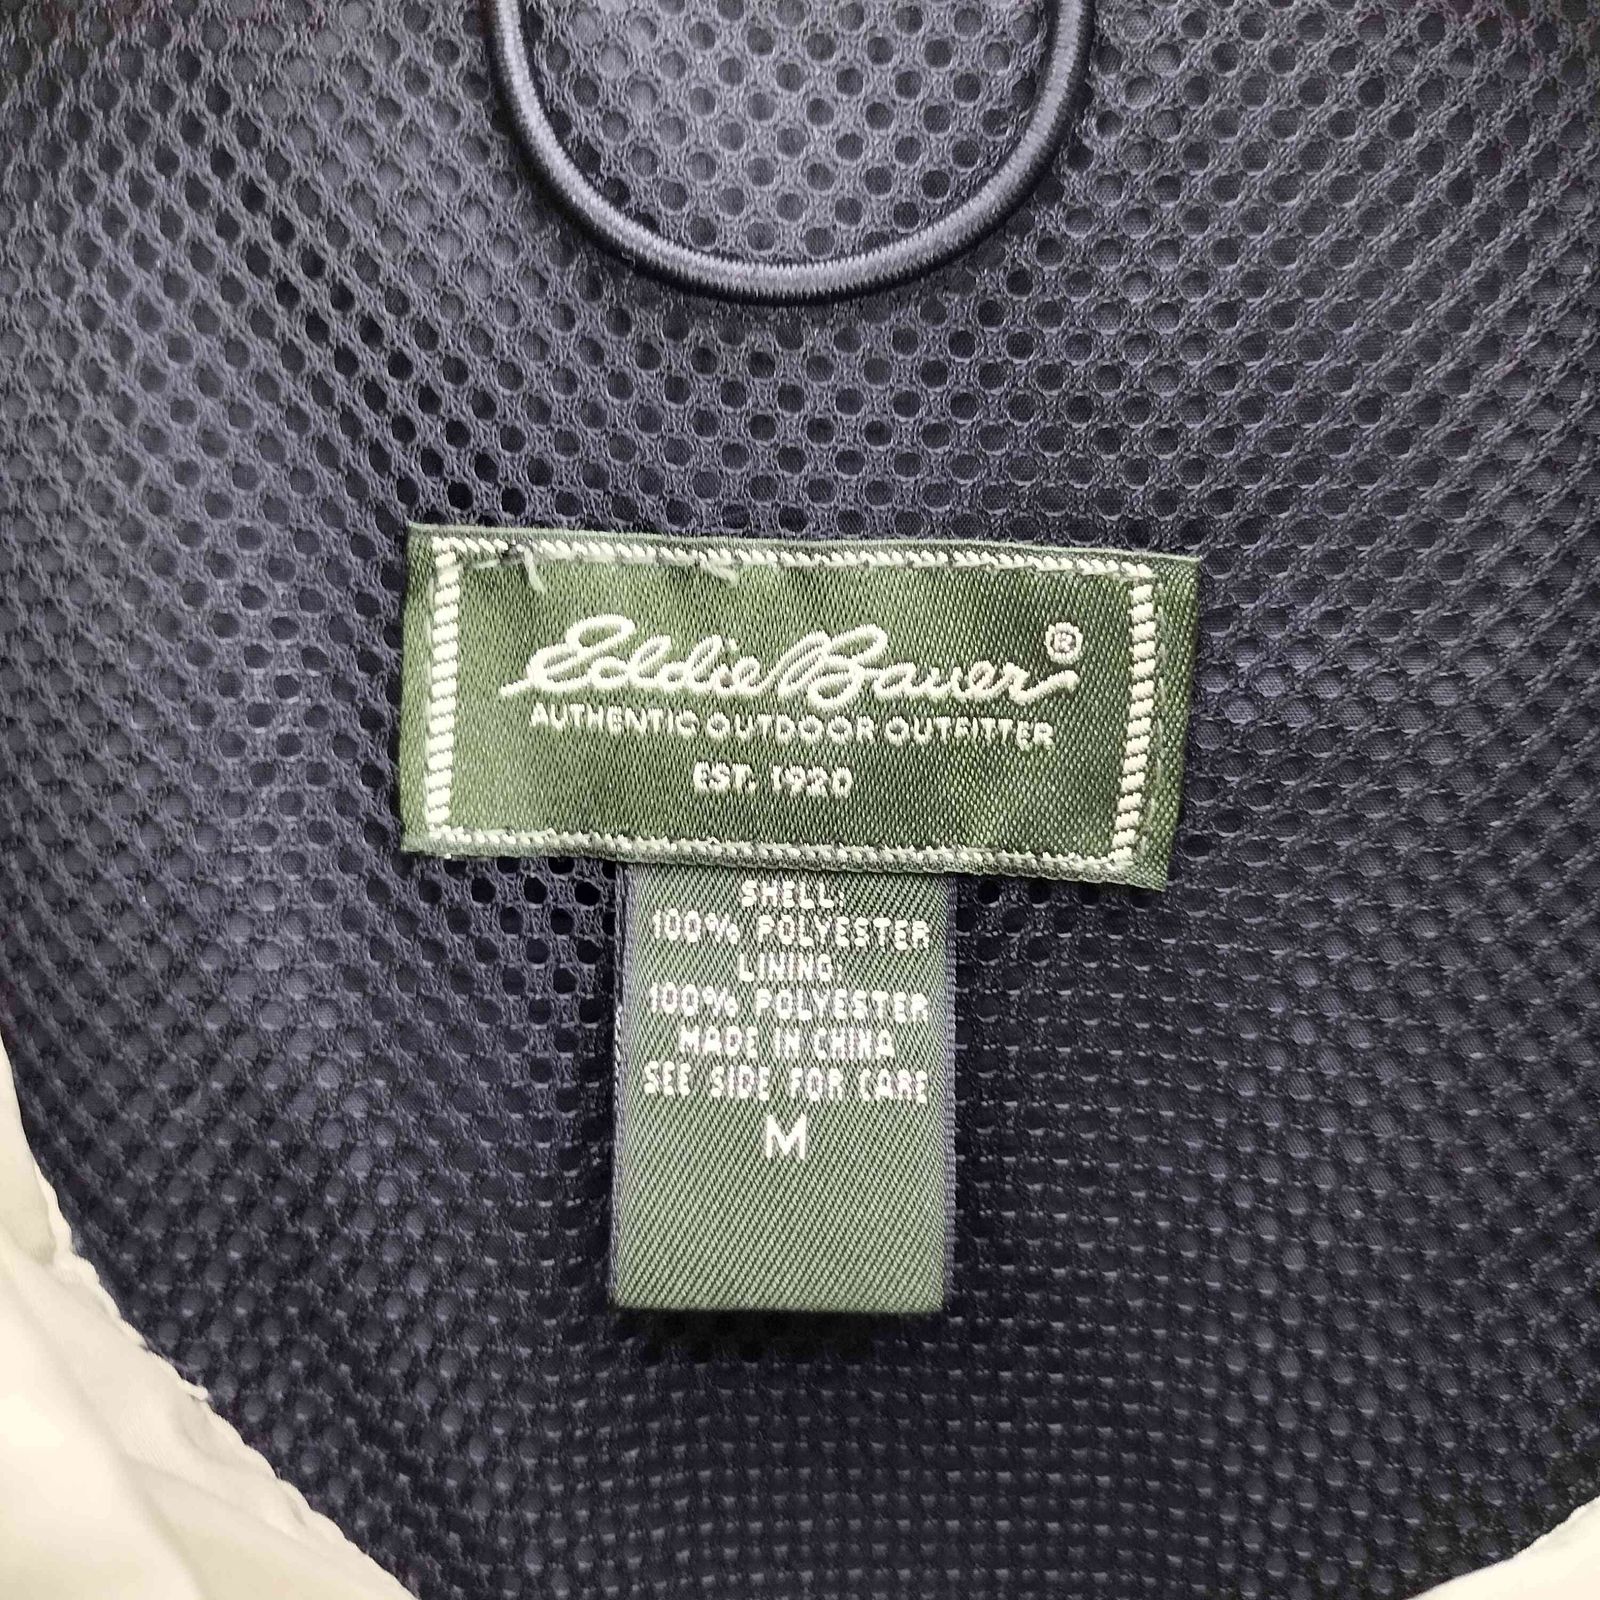 Eddie Bauer ®
AUTHENTIC OUTDOOR OUTFITTER
EST. 1920
SHELL:
100% POLYESTER
LINING:
100% POLYESTER
MADE IN CHINA
SEE SIDE FOR CARE
M